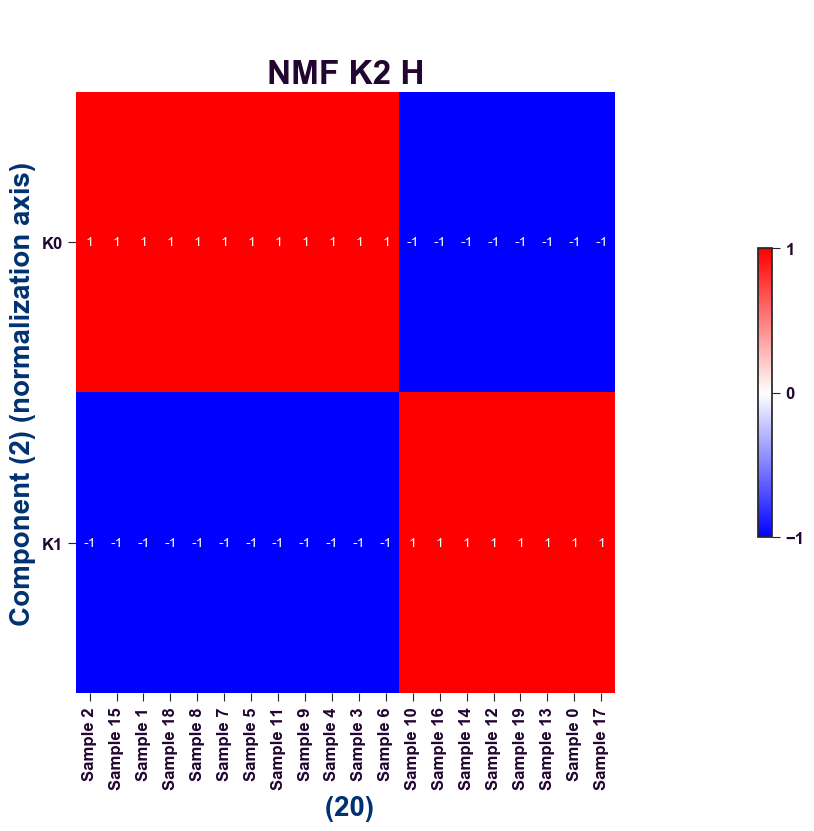 NMF K2 H
Component (2) (normalization axis)
K0
1 1 1 1 1 1 1 1 1 1 1 1 -1 -1 -1 -1 -1 -1 -1 -1
K1
-1 -1 -1 -1 -1 -1 -1 -1 -1 -1 -1 -1 1 1 1 1 1 1 1 1
Sample 2
Sample 15
Sample 1
Sample 18
Sample 8
Sample 7
Sample 5
Sample 11
Sample 9
Sample 4
Sample 3
Sample 6
Sample 10
Sample 16
Sample 14
Sample 12
Sample 19
Sample 13
Sample 0
Sample 17
(20)
1
0
−1